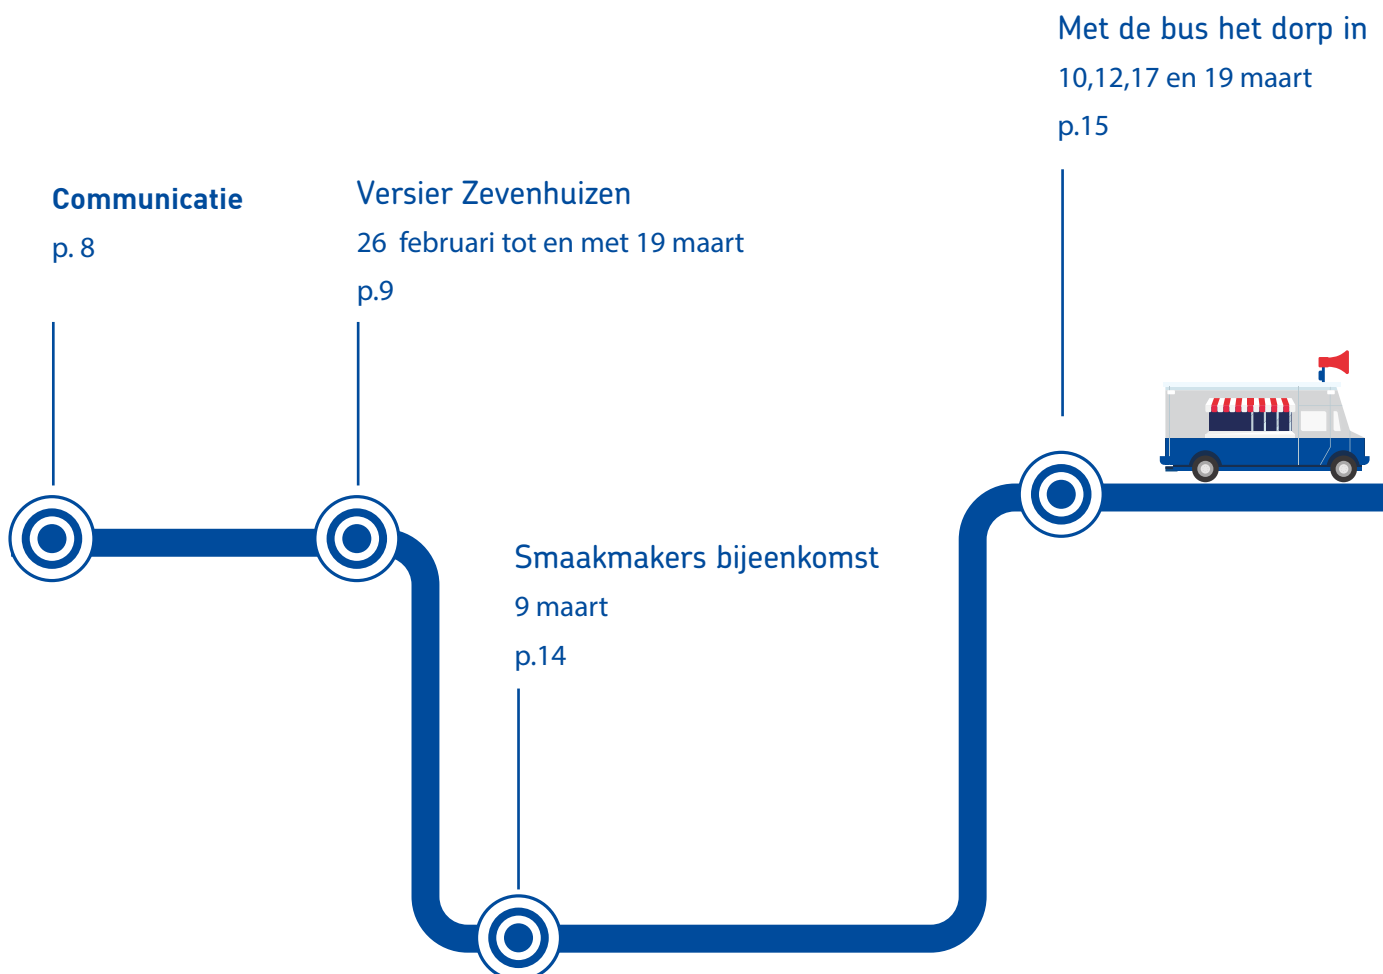 Communicatie
p. 8
Versier Zevenhuizen
26 februari tot en met 19 maart
p.9
Smaakmakers bijeenkomst
9 maart
p.14
Met de bus het dorp in
10,12,17 en 19 maart
p.15